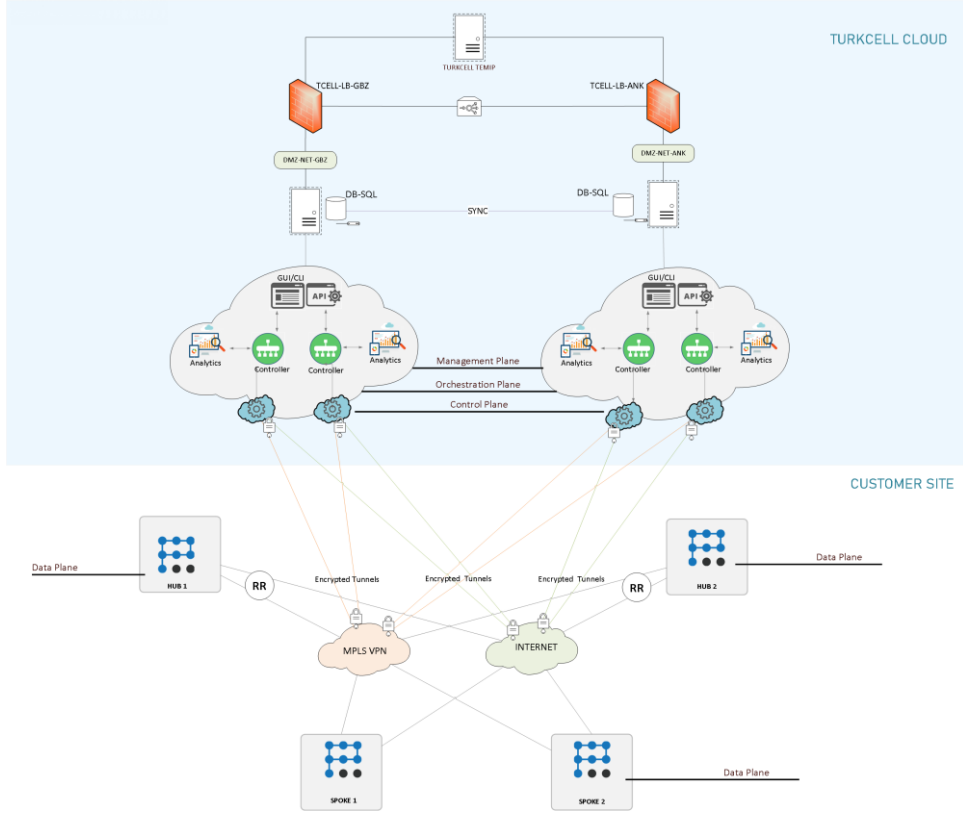 TURKCELL CLOUD
TURKCELL TEMIP
TCELL-LB-GBZ
TCELL-LB-ANK
DMZ-NET-GBZ
DMZ-NET-ANK
DB-SQL
DB-SQL
SYNC
GUI/CLI
API
GUI/CLI
API
Analytics
Controller
Controller
Analytics
Analytics
Controller
Controller
Analytics
Management Plane
Orchestration Plane
Control Plane
CUSTOMER SITE
Data Plane
HUB 1
RR
Encrypted Tunnels
Encrypted Tunnels
Encrypted Tunnels
RR
HUB 2
Data Plane
MPLS VPN
INTERNET
SPOKE 1
SPOKE 2
Data Plane